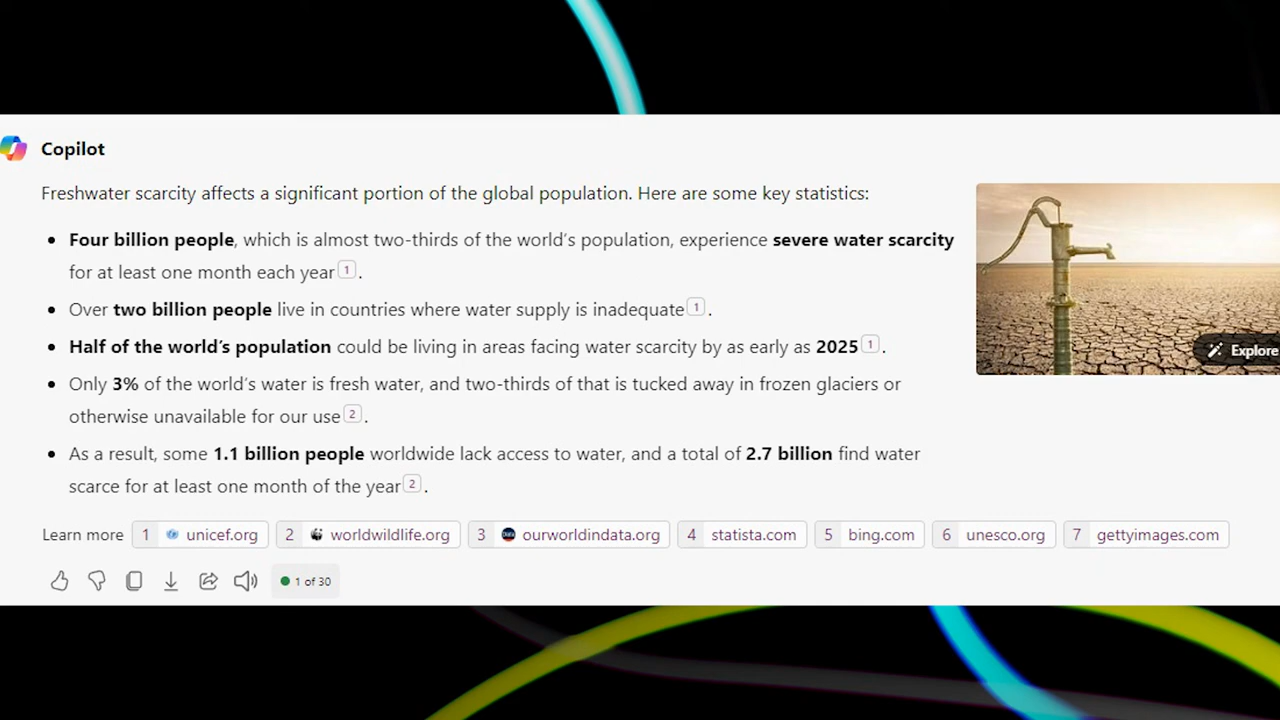 Copilot
Freshwater scarcity affects a significant portion of the global population. Here are some key statistics:
• Four billion people, which is almost two-thirds of the world's population, experience severe water scarcity
for at least one month each year 1 .
• Over two billion people live in countries where water supply is inadequate 1 .
• Half of the world's population could be living in areas facing water scarcity by as early as 2025 1 .
• Only 3% of the world's water is fresh water, and two-thirds of that is tucked away in frozen glaciers or
otherwise unavailable for our use 2 .
• As a result, some 1.1 billion people worldwide lack access to water, and a total of 2.7 billion find water
scarce for at least one month of the year 2 .
Explore
Learn more 1 unicef.org 2 worldwildlife.org 3 ourworldindata.org 4 statista.com 5 bing.com 6 unesco.org 7 gettyimages.com
1 of 30